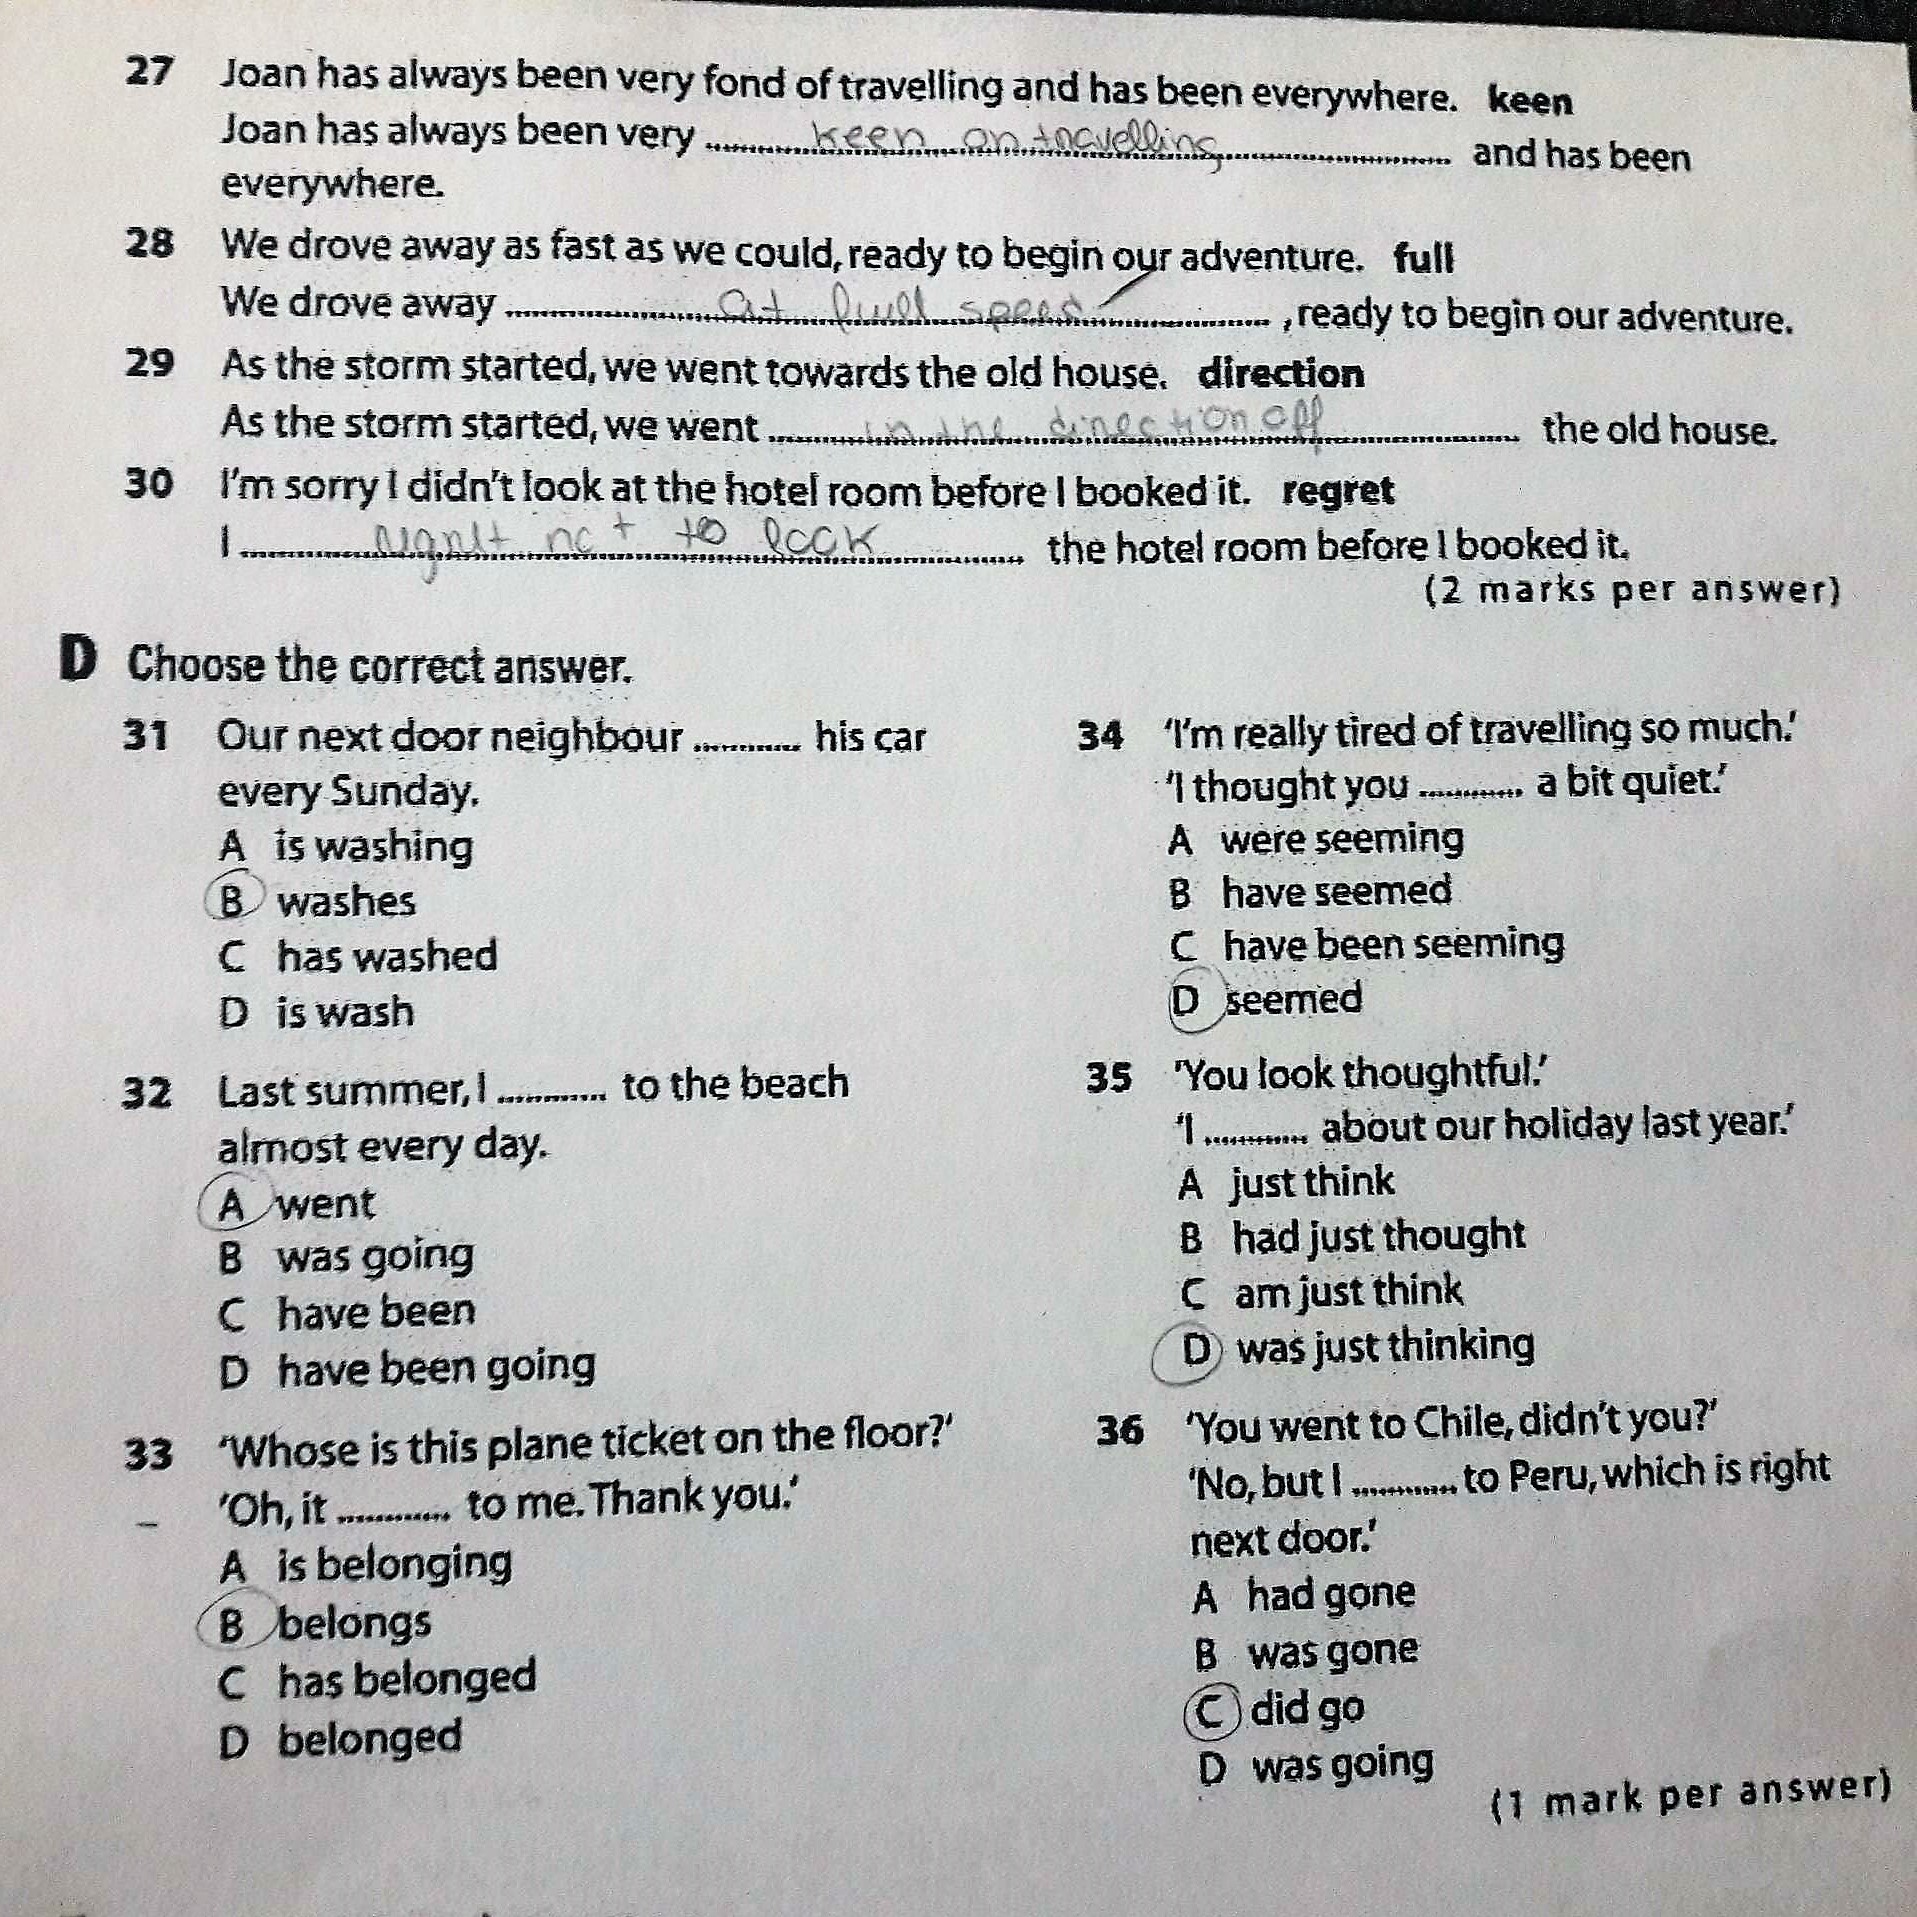 27 Joan has always been very fond of travelling and has been everywhere. keen
Joan has always been very ........ keen on travelling ........ and has been
everywhere.
28 We drove away as fast as we could, ready to begin our adventure. full
We drove away ........ at full speed ........ , ready to begin our adventure.
29 As the storm started, we went towards the old house. direction
As the storm started, we went ........ in the direction off ........ the old house.
30 I'm sorry I didn't look at the hotel room before I booked it. regret
I ........ regret not to look ........ the hotel room before I booked it.
(2 marks per answer)
D Choose the correct answer.
31 Our next door neighbour ............ his car
every Sunday.
A is washing
B washes
C has washed
D is wash
32 Last summer, I ............ to the beach
almost every day.
A went
B was going
C have been
D have been going
33 'Whose is this plane ticket on the floor?'
'Oh, it ............ to me. Thank you.'
A is belonging
B belongs
C has belonged
D belonged
34 'I'm really tired of travelling so much.'
'I thought you ............ a bit quiet.'
A were seeming
B have seemed
C have been seeming
D seemed
35 'You look thoughtful.'
'I ............ about our holiday last year.'
A just think
B had just thought
C am just think
D was just thinking
36 'You went to Chile, didn't you?'
'No, but I ............ to Peru, which is right
next door.'
A had gone
B was gone
C did go
D was going
(1 mark per answer)